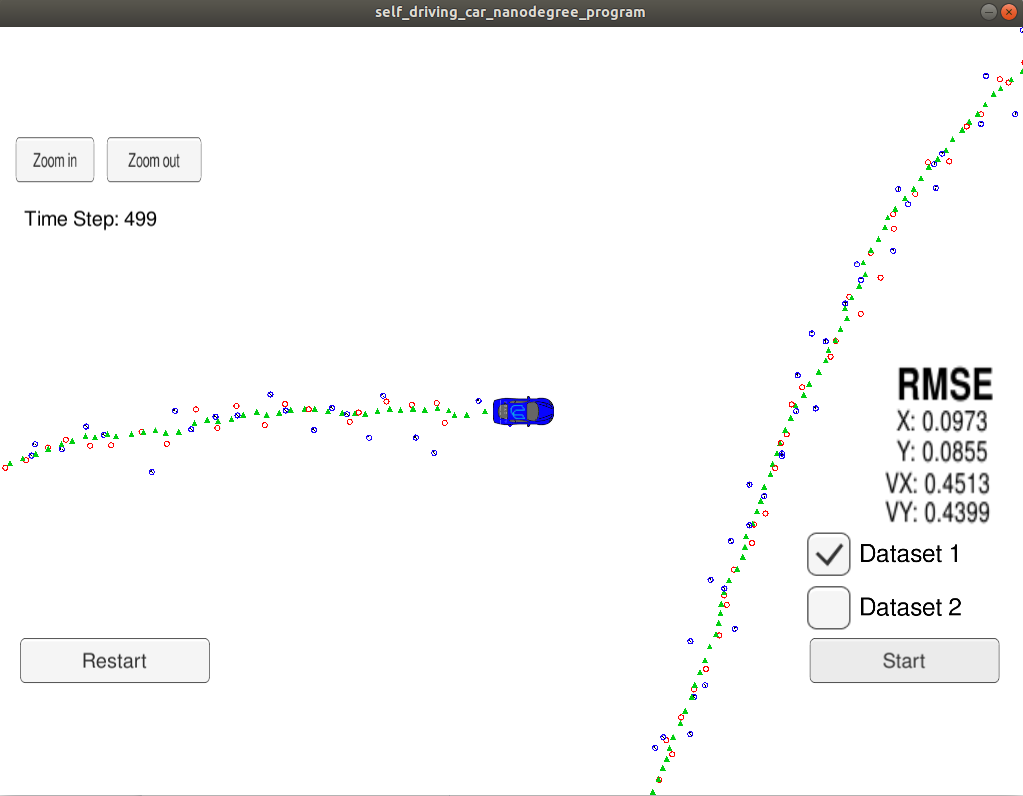 self_driving_car_nanodegree_program
Zoom in
Zoom out
Time Step: 499
RMSE
X: 0.0973
Y: 0.0855
VX: 0.4513
VY: 0.4399
Dataset 1
Dataset 2
Restart
Start